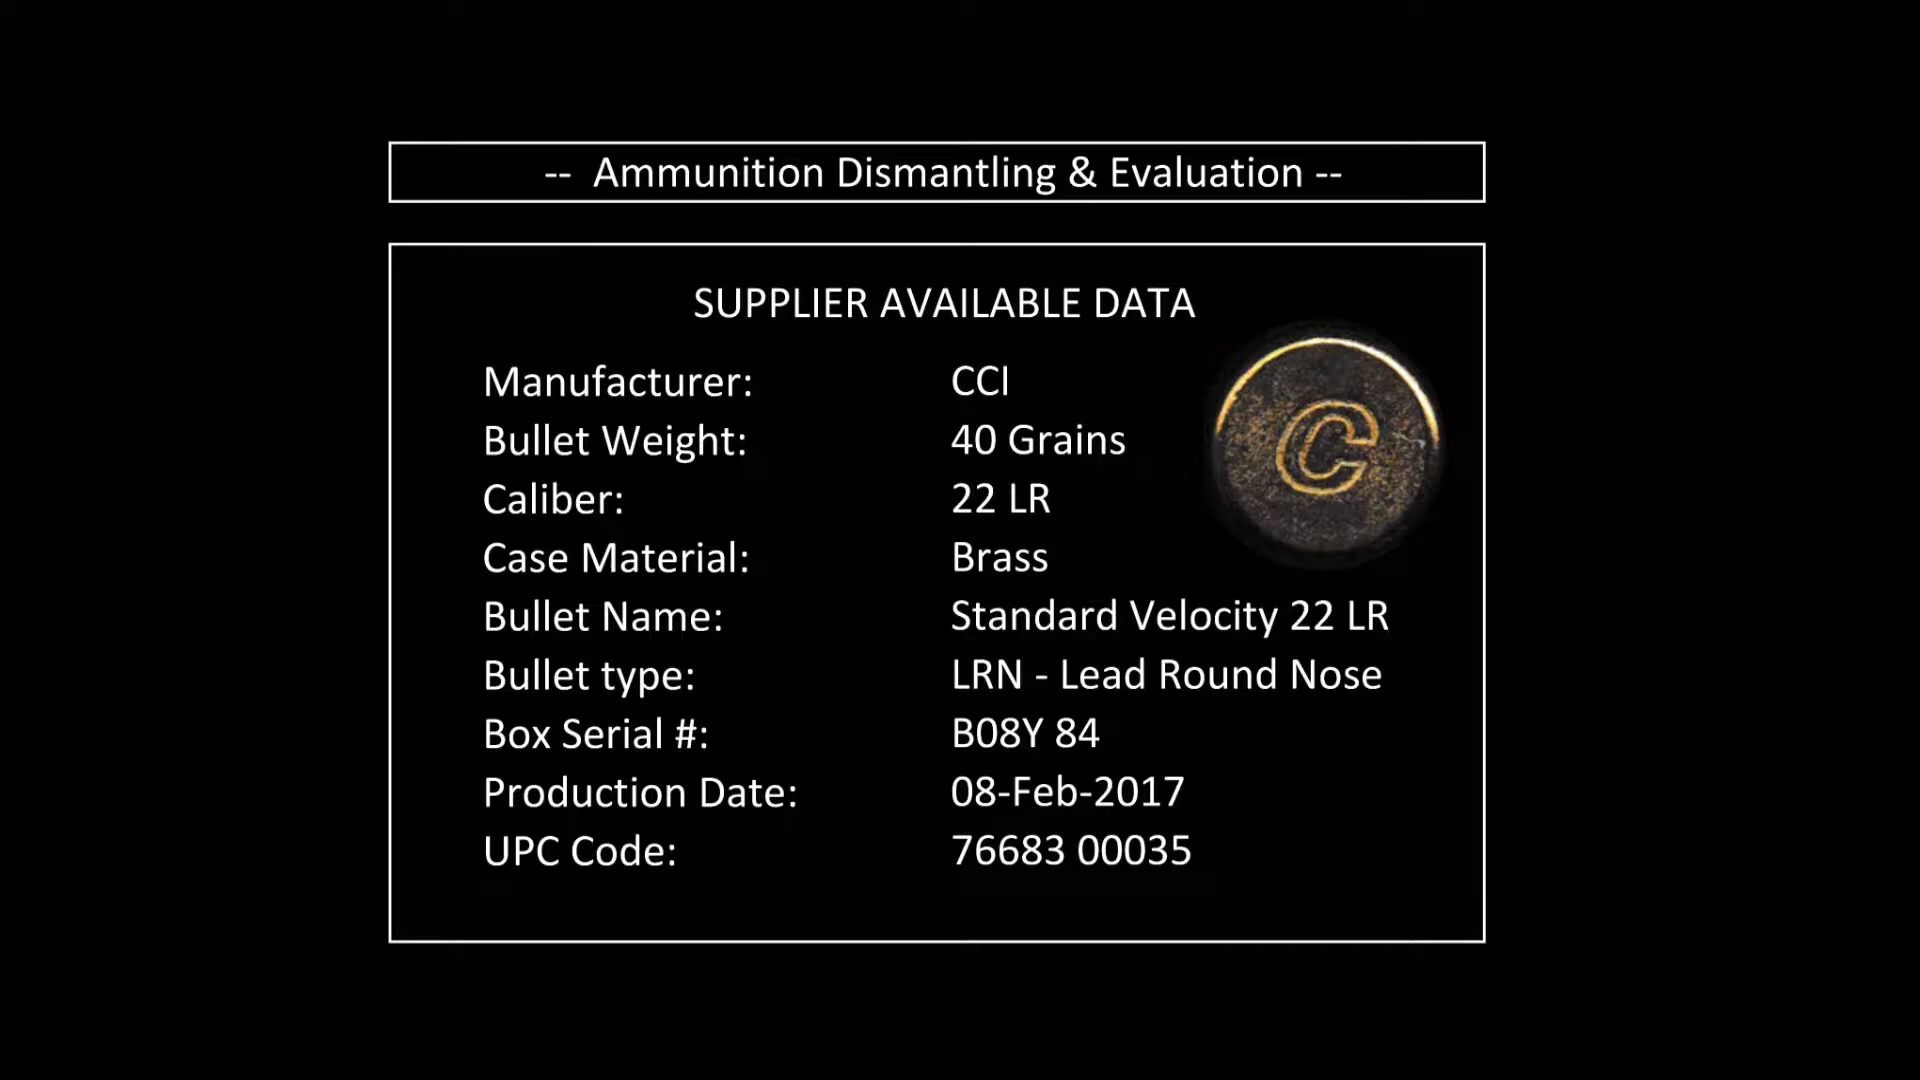 -- Ammunition Dismantling & Evaluation --
SUPPLIER AVAILABLE DATA
Manufacturer: CCI
Bullet Weight: 40 Grains
Caliber: 22 LR
Case Material: Brass
Bullet Name: Standard Velocity 22 LR
Bullet type: LRN - Lead Round Nose
Box Serial #: B08Y 84
Production Date: 08-Feb-2017
UPC Code: 76683 00035
C